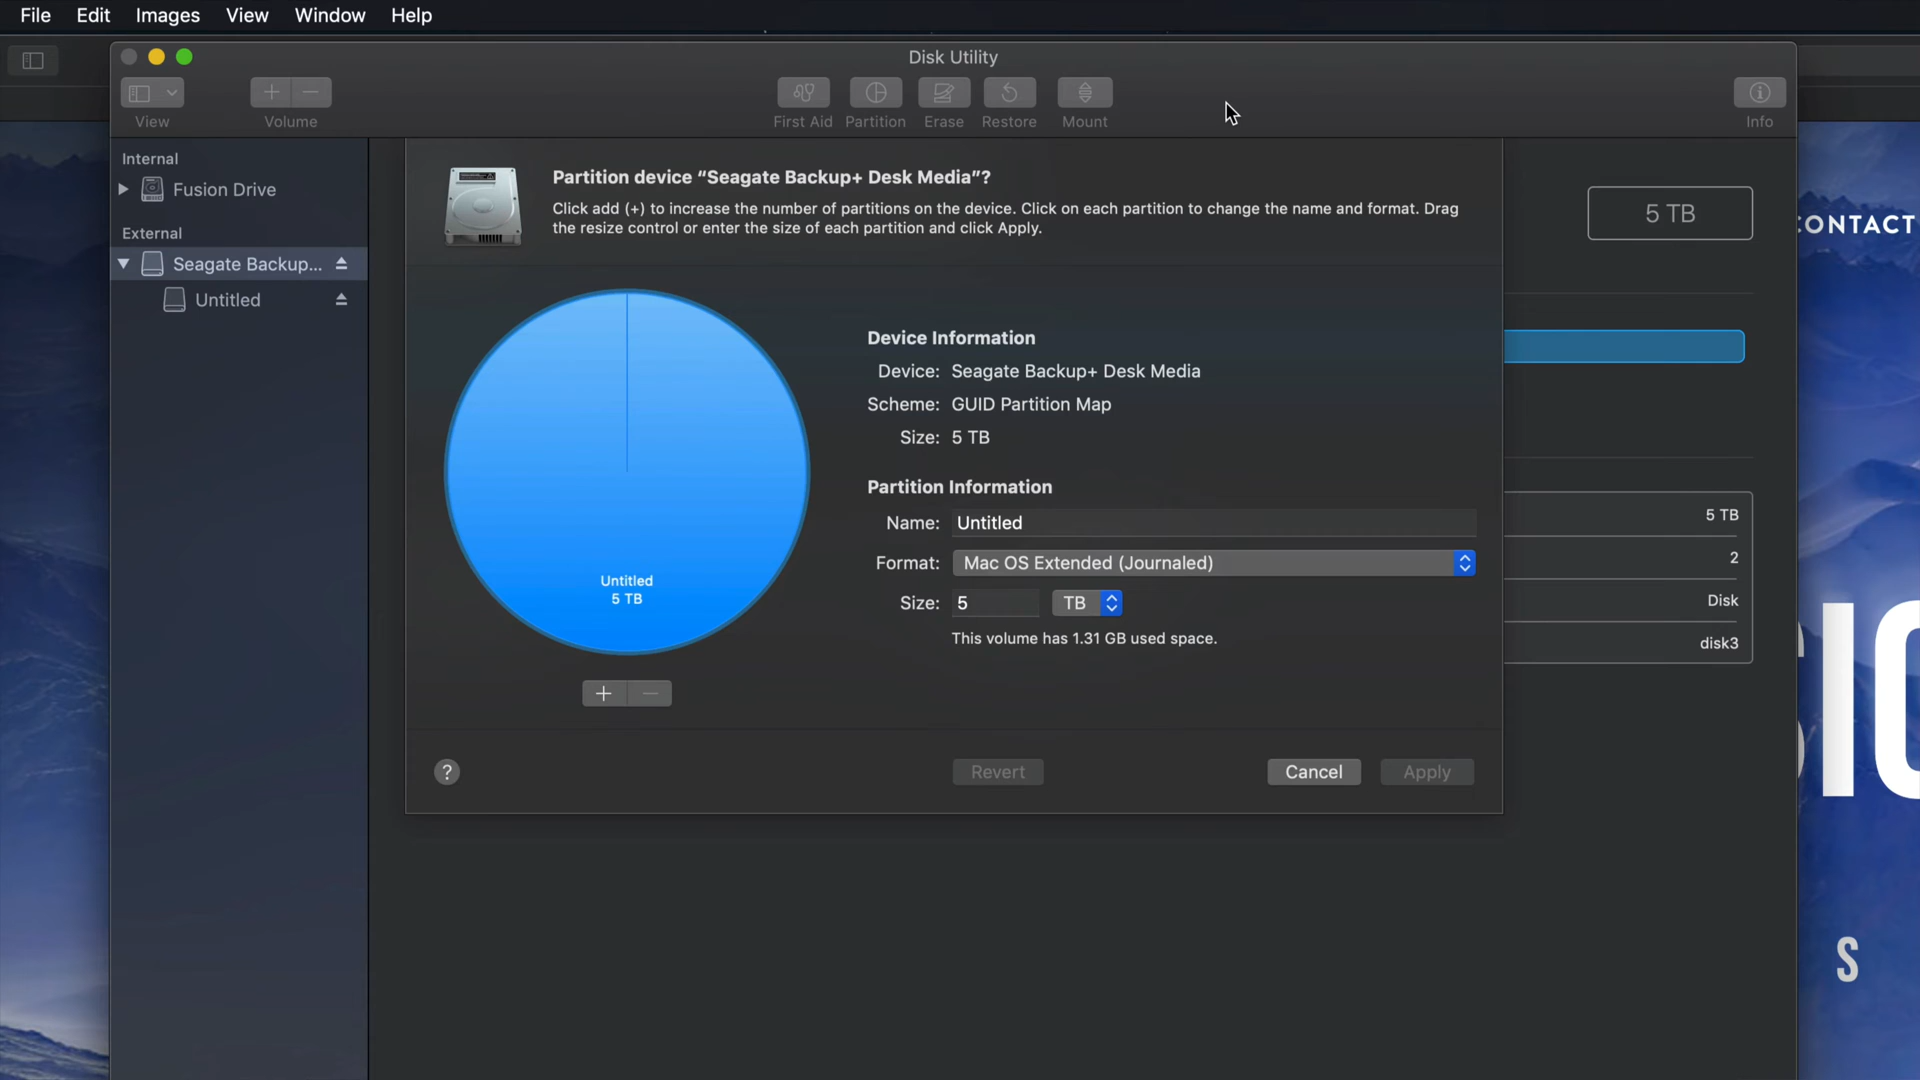 File Edit Images View Window Help
Disk Utility
View Volume First Aid Partition Erase Restore Mount Info
Internal
Fusion Drive
External
Seagate Backup...
Untitled
Partition device “Seagate Backup+ Desk Media”?
Click add (+) to increase the number of partitions on the device. Click on each partition to change the name and format. Drag
the resize control or enter the size of each partition and click Apply.
5 TB
CONTACT
Untitled
5 TB
Device Information
Device: Seagate Backup+ Desk Media
Scheme: GUID Partition Map
Size: 5 TB
Partition Information
Name: Untitled
Format: Mac OS Extended (Journaled)
Size: 5 TB
This volume has 1.31 GB used space.
5 TB
2
Disk
disk3
+ −
? Revert Cancel Apply
S